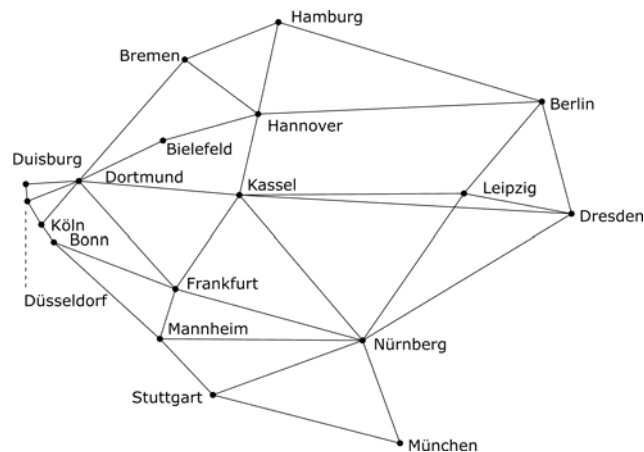 Hamburg
Bremen
Berlin
Hannover
Bielefeld
Duisburg
Dortmund
Kassel
Leipzig
Dresden
Köln
Bonn
Frankfurt
Düsseldorf
Mannheim
Nürnberg
Stuttgart
München